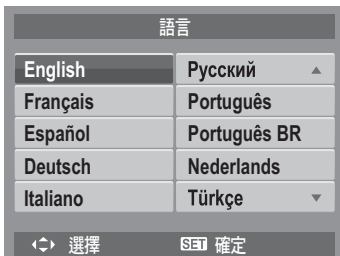 語言
English Русский
Français Português
Español Português BR
Deutsch Nederlands
Italiano Türkçe
選擇 SET 確定